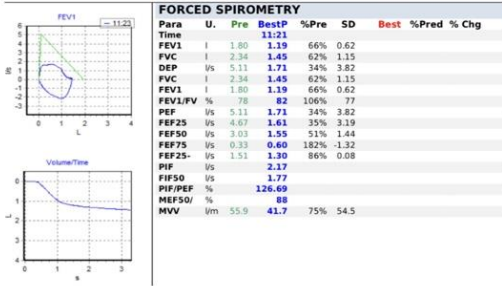 FORCED SPIROMETRY
Para U. Pre BestP %Pre SD Best %Pred % Chg
Time 11:21
FEV1 l 1.80 1.19 66% 0.62
FVC l 2.34 1.45 62% 1.15
DEP l/s 5.11 1.71 34% 3.82
FVC l 2.34 1.45 62% 1.15
FEV1 l 1.80 1.19 66% 0.62
FEV1/FV % 78 82 106% 77
PEF l/s 5.11 1.71 34% 3.82
FEF25 l/s 4.67 1.61 35% 3.19
FEF50 l/s 3.03 1.55 51% 1.44
FEF75 l/s 0.33 0.60 182% -1.32
FEF25- l/s 1.51 1.30 86% 0.08
PIF l/s 2.17
FIF50 l/s 1.77
PIF/PEF % 126.69
MEF50/ % 88
MVV l/m 55.9 41.7 75% 54.5
FEV1
11:23
6
5
4
3
2
1
0
-1
-2
-3
l/s
0 1 2 3 4
L
Volume/Time
0
1
2
3
4
L
0 1 2 3
s